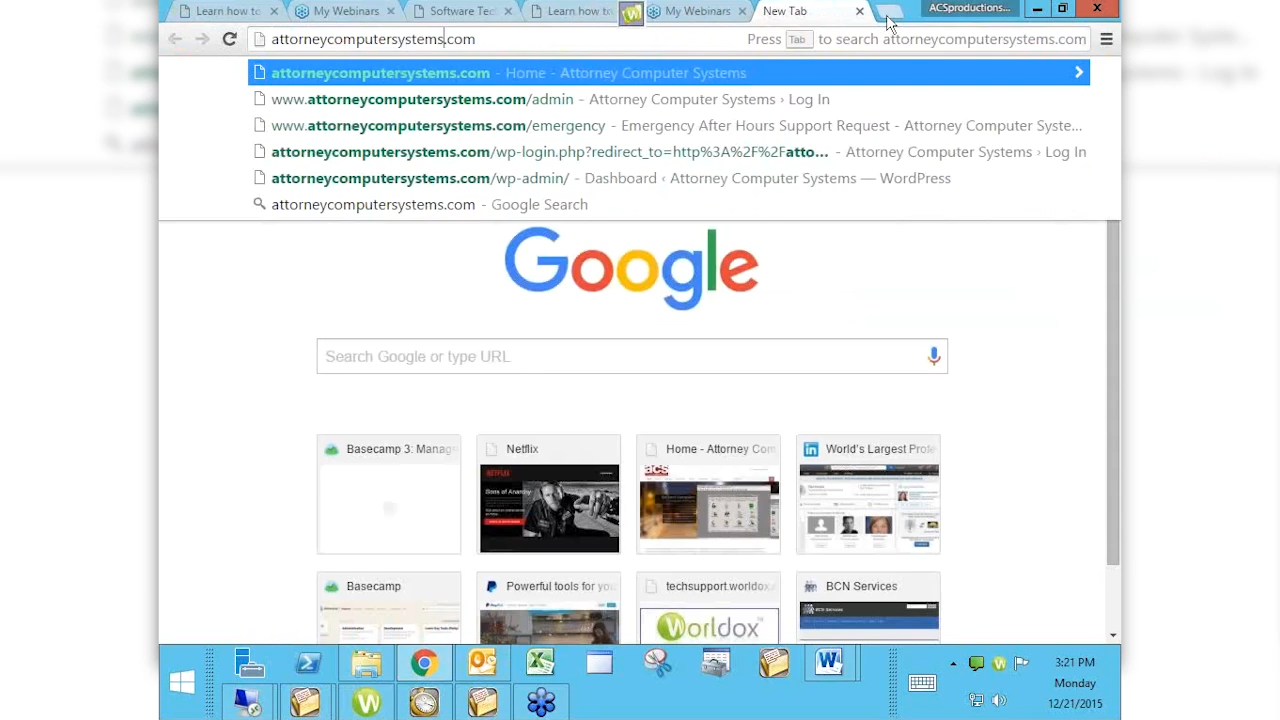 Learn how to
My Webinars
Software Tec
Learn how to
My Webinars
New Tab
ACSproductions...
attorneycomputersystems.com
Press Tab to search attorneycomputersystems.com
attorneycomputersystems.com - Home - Attorney Computer Systems
www.attorneycomputersystems.com/admin - Attorney Computer Systems › Log In
www.attorneycomputersystems.com/emergency - Emergency After Hours Support Request - Attorney Computer Syste...
attorneycomputersystems.com/wp-login.php?redirect_to=http%3A%2F%2Fatto... - Attorney Computer Systems › Log In
attorneycomputersystems.com/wp-admin/ - Dashboard ‹ Attorney Computer Systems — WordPress
attorneycomputersystems.com - Google Search
Google
Search Google or type URL
Basecamp 3: Manag
Netflix
Home - Attorney Com
World's Largest Profe
NETFLIX
Sons of Anarchy
acs
Basecamp
Powerful tools for yo
techsupport.worldox
BCN Services
Worldox
3:21 PM
Monday
12/21/2015